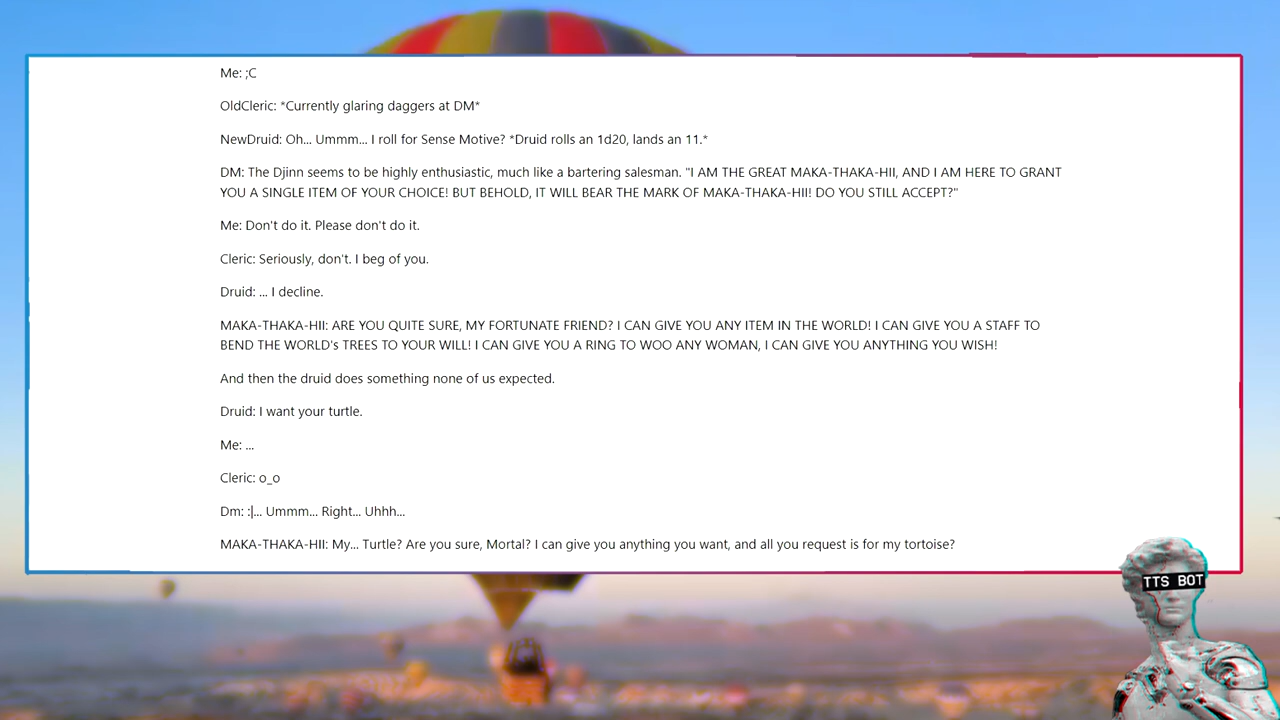 Me: ;C
OldCleric: *Currently glaring daggers at DM*
NewDruid: Oh... Ummm... I roll for Sense Motive? *Druid rolls an 1d20, lands an 11.*
DM: The Djinn seems to be highly enthusiastic, much like a bartering salesman. "I AM THE GREAT MAKA-THAKA-HII, AND I AM HERE TO GRANT
YOU A SINGLE ITEM OF YOUR CHOICE! BUT BEHOLD, IT WILL BEAR THE MARK OF MAKA-THAKA-HII! DO YOU STILL ACCEPT?"
Me: Don't do it. Please don't do it.
Cleric: Seriously, don't. I beg of you.
Druid: ... I decline.
MAKA-THAKA-HII: ARE YOU QUITE SURE, MY FORTUNATE FRIEND? I CAN GIVE YOU ANY ITEM IN THE WORLD! I CAN GIVE YOU A STAFF TO
BEND THE WORLD's TREES TO YOUR WILL! I CAN GIVE YOU A RING TO WOO ANY WOMAN, I CAN GIVE YOU ANYTHING YOU WISH!
And then the druid does something none of us expected.
Druid: I want your turtle.
Me: ...
Cleric: o_o
Dm: :|... Ummm... Right... Uhhh...
MAKA-THAKA-HII: My... Turtle? Are you sure, Mortal? I can give you anything you want, and all you request is for my tortoise?
TTS BOT